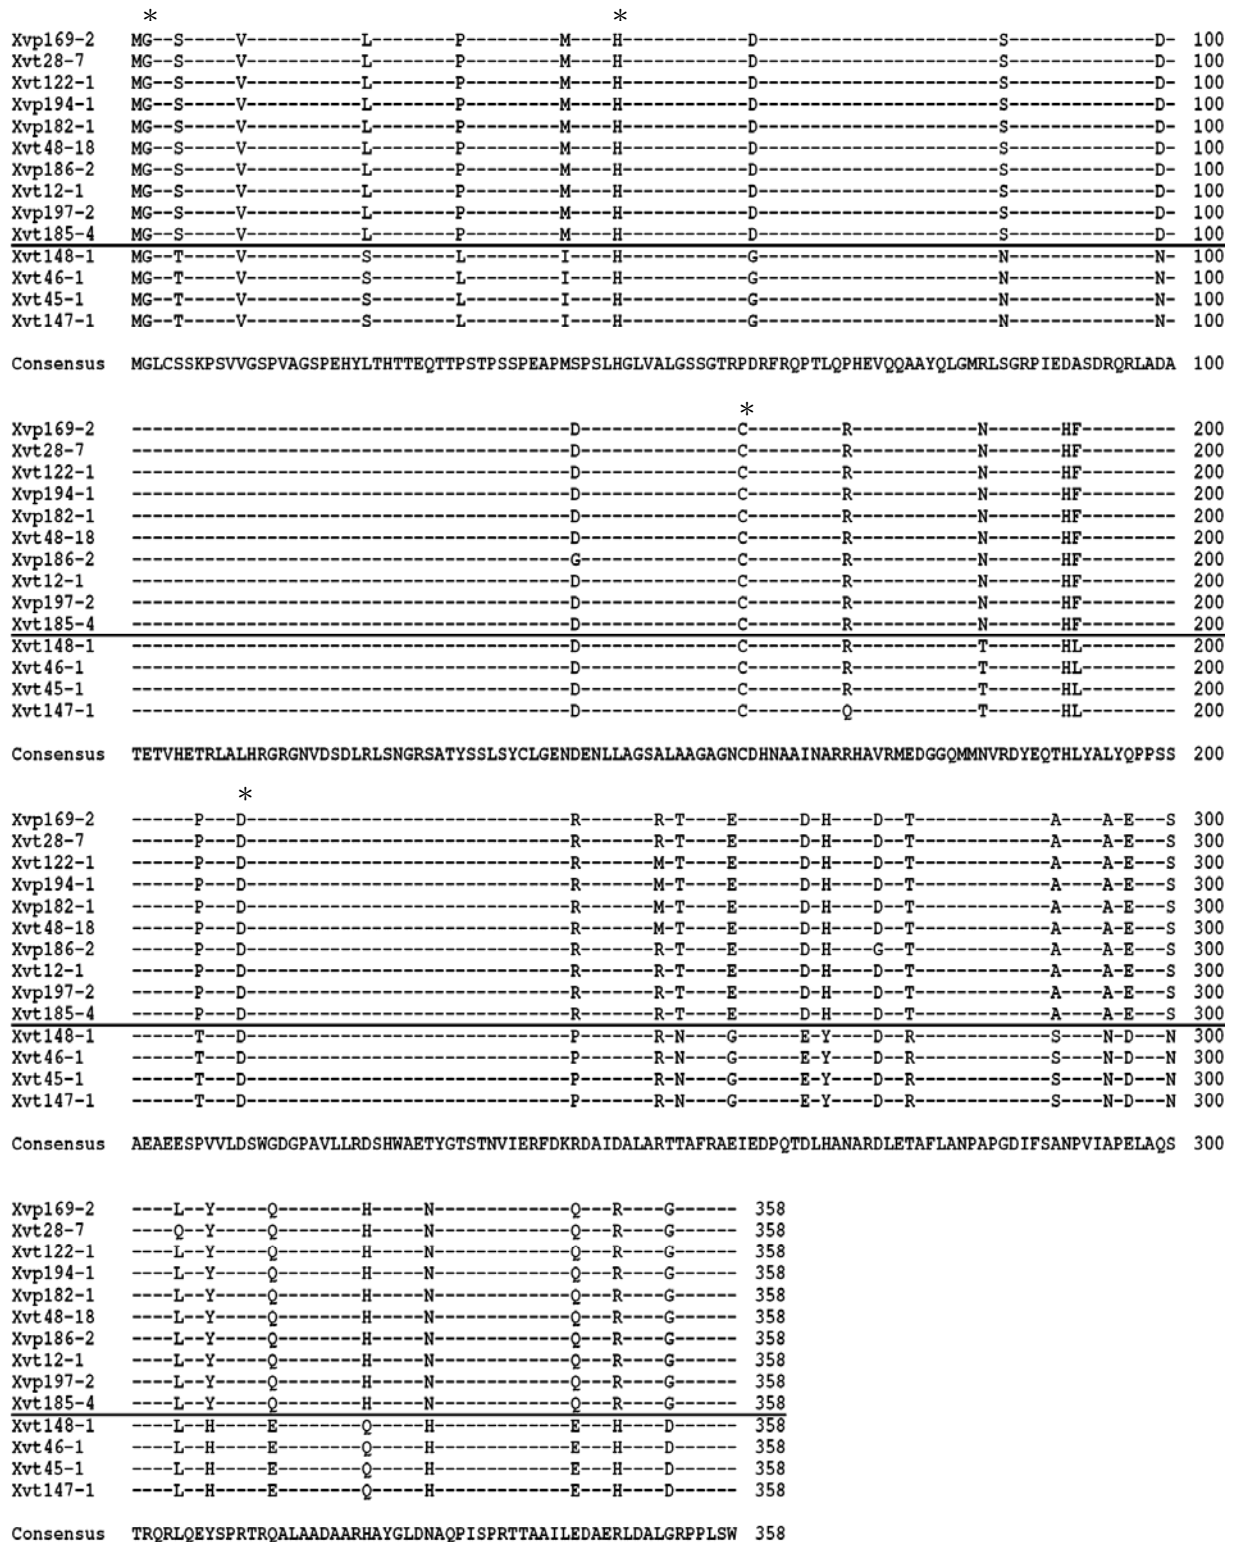 * *
Xvp169-2 MG--S-----V-----------L--------P---------M----H------------D-----------------------S--------------D- 100
Xvt28-7 MG--S-----V-----------L--------P---------M----H------------D-----------------------S--------------D- 100
Xvt122-1 MG--S-----V-----------L--------P---------M----H------------D-----------------------S--------------D- 100
Xvp194-1 MG--S-----V-----------L--------P---------M----H------------D-----------------------S--------------D- 100
Xvp182-1 MG--S-----V-----------L--------P---------M----H------------D-----------------------S--------------D- 100
Xvt48-18 MG--S-----V-----------L--------P---------M----H------------D-----------------------S--------------D- 100
Xvp186-2 MG--S-----V-----------L--------P---------M----H------------D-----------------------S--------------D- 100
Xvt12-1 MG--S-----V-----------L--------P---------M----H------------D-----------------------S--------------D- 100
Xvp197-2 MG--S-----V-----------L--------P---------M----H------------D-----------------------S--------------D- 100
Xvt185-4 MG--S-----V-----------L--------P---------M----H------------D-----------------------S--------------D- 100
Xvt148-1 MG--T-----V-----------S--------L---------I----H------------G-----------------------N--------------N- 100
Xvt46-1 MG--T-----V-----------S--------L---------I----H------------G-----------------------N--------------N- 100
Xvt45-1 MG--T-----V-----------S--------L---------I----H------------G-----------------------N--------------N- 100
Xvt147-1 MG--T-----V-----------S--------L---------I----H------------G-----------------------N--------------N- 100
Consensus MGLCSSKPSVVGSPVAGSPEHYLTHTTEQTTPSTPSSPEAPMSPSLHGLVALGSSGTRPDRFRQPTLQPHEVQQAAYQLGMRLSGRPIEDASDRQRLADA 100
*
Xvp169-2 ------------------------------------------D---------------C---------R------------N-------HF--------- 200
Xvt28-7 ------------------------------------------D---------------C---------R------------N-------HF--------- 200
Xvt122-1 ------------------------------------------D---------------C---------R------------N-------HF--------- 200
Xvp194-1 ------------------------------------------D---------------C---------R------------N-------HF--------- 200
Xvp182-1 ------------------------------------------D---------------C---------R------------N-------HF--------- 200
Xvt48-18 ------------------------------------------D---------------C---------R------------N-------HF--------- 200
Xvp186-2 ------------------------------------------G---------------C---------R------------N-------HF--------- 200
Xvt12-1 ------------------------------------------D---------------C---------R------------N-------HF--------- 200
Xvp197-2 ------------------------------------------D---------------C---------R------------N-------HF--------- 200
Xvt185-4 ------------------------------------------D---------------C---------R------------N-------HF--------- 200
Xvt148-1 ------------------------------------------D---------------C---------R------------T-------HL--------- 200
Xvt46-1 ------------------------------------------D---------------C---------R------------T-------HL--------- 200
Xvt45-1 ------------------------------------------D---------------C---------R------------T-------HL--------- 200
Xvt147-1 ------------------------------------------D---------------C---------Q------------T-------HL--------- 200
Consensus TETVHETRLALHRGRGNVDSDLRLSNGRSATYSSLSYCLGENDENLLAGSALAAGAGNCDHNAAINARRHAVRMEDGGQMMNVRDYEQTHLYALYQPPSS 200
*
Xvp169-2 ------P---D-------------------------------R-------R-T----E------D-H----D--T-------------A----A-E---S 300
Xvt28-7 ------P---D-------------------------------R-------R-T----E------D-H----D--T-------------A----A-E---S 300
Xvt122-1 ------P---D-------------------------------R-------M-T----E------D-H----D--T-------------A----A-E---S 300
Xvp194-1 ------P---D-------------------------------R-------M-T----E------D-H----D--T-------------A----A-E---S 300
Xvp182-1 ------P---D-------------------------------R-------M-T----E------D-H----D--T-------------A----A-E---S 300
Xvt48-18 ------P---D-------------------------------R-------M-T----E------D-H----D--T-------------A----A-E---S 300
Xvp186-2 ------P---D-------------------------------R-------R-T----E------D-H----G--T-------------A----A-E---S 300
Xvt12-1 ------P---D-------------------------------R-------R-T----E------D-H----D--T-------------A----A-E---S 300
Xvp197-2 ------P---D-------------------------------R-------R-T----E------D-H----D--T-------------A----A-E---S 300
Xvt185-4 ------P---D-------------------------------R-------R-T----E------D-H----D--T-------------A----A-E---S 300
Xvt148-1 ------T---D-------------------------------P-------R-N----G------E-Y----D--R-------------S----N-D---N 300
Xvt46-1 ------T---D-------------------------------P-------R-N----G------E-Y----D--R-------------S----N-D---N 300
Xvt45-1 ------T---D-------------------------------P-------R-N----G------E-Y----D--R-------------S----N-D---N 300
Xvt147-1 ------T---D-------------------------------P-------R-N----G------E-Y----D--R-------------S----N-D---N 300
Consensus AEAEESPVVLDSWGDGPAVLLRDSHWAETYGTSTNVIERFDKRDAIDALARTTAFRAEIEDPQTDLHANARDLETAFLANPAPGDIFSANPVIAPELAQS 300
Xvp169-2 ----L--Y-----Q--------H-----N-------------Q---R----G------ 358
Xvt28-7 ----Q--Y-----Q--------H-----N-------------Q---R----G------ 358
Xvt122-1 ----L--Y-----Q--------H-----N-------------Q---R----G------ 358
Xvp194-1 ----L--Y-----Q--------H-----N-------------Q---R----G------ 358
Xvp182-1 ----L--Y-----Q--------H-----N-------------Q---R----G------ 358
Xvt48-18 ----L--Y-----Q--------H-----N-------------Q---R----G------ 358
Xvp186-2 ----L--Y-----Q--------H-----N-------------Q---R----G------ 358
Xvt12-1 ----L--Y-----Q--------H-----N-------------Q---R----G------ 358
Xvp197-2 ----L--Y-----Q--------H-----N-------------Q---R----G------ 358
Xvt185-4 ----L--Y-----Q--------H-----N-------------Q---R----G------ 358
Xvt148-1 ----L--H-----E--------Q-----H-------------E---H----D------ 358
Xvt46-1 ----L--H-----E--------Q-----H-------------E---H----D------ 358
Xvt45-1 ----L--H-----E--------Q-----H-------------E---H----D------ 358
Xvt147-1 ----L--H-----E--------Q-----H-------------E---H----D------ 358
Consensus TRQRLQEYSPRTRQALAADAARHAYGLDNAQPISPRTTAAILEDAERLDALGRPPLSW 358